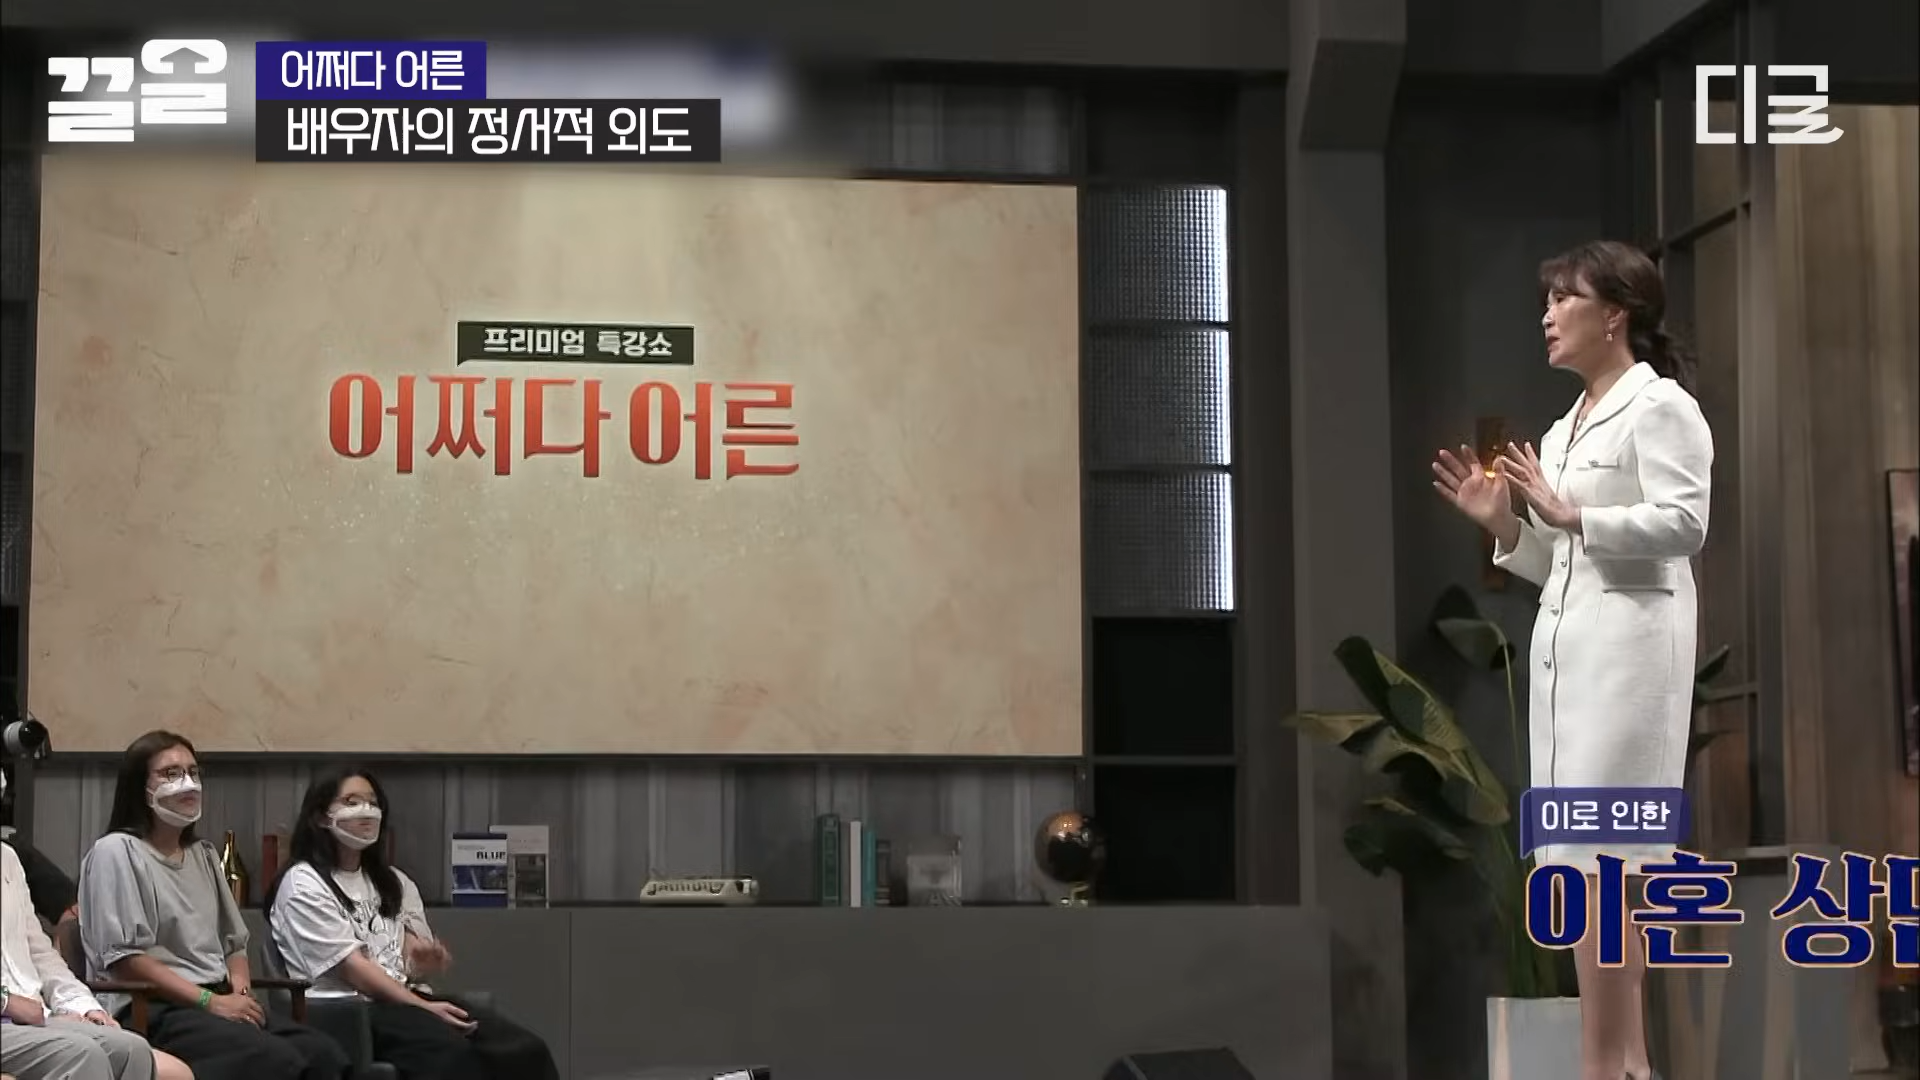 끌올
어쩌다 어른
배우자의 정서적 외도
디글
프리미엄 특강쇼
어쩌다 어른
BLUE
이로 인한
이혼 상